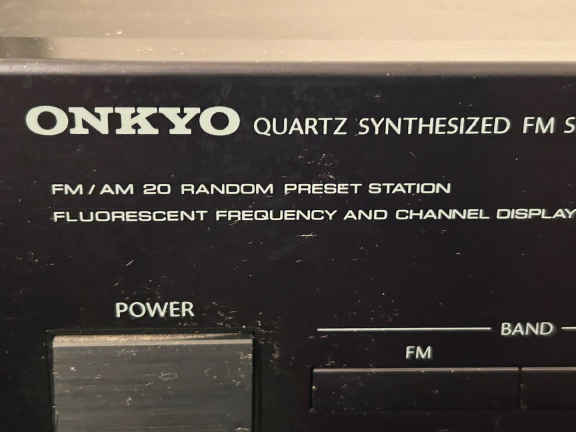 ONKYO QUARTZ SYNTHESIZED FM S
FM / AM 20 RANDOM PRESET STATION
FLUORESCENT FREQUENCY AND CHANNEL DISPLAY
POWER
BAND
FM